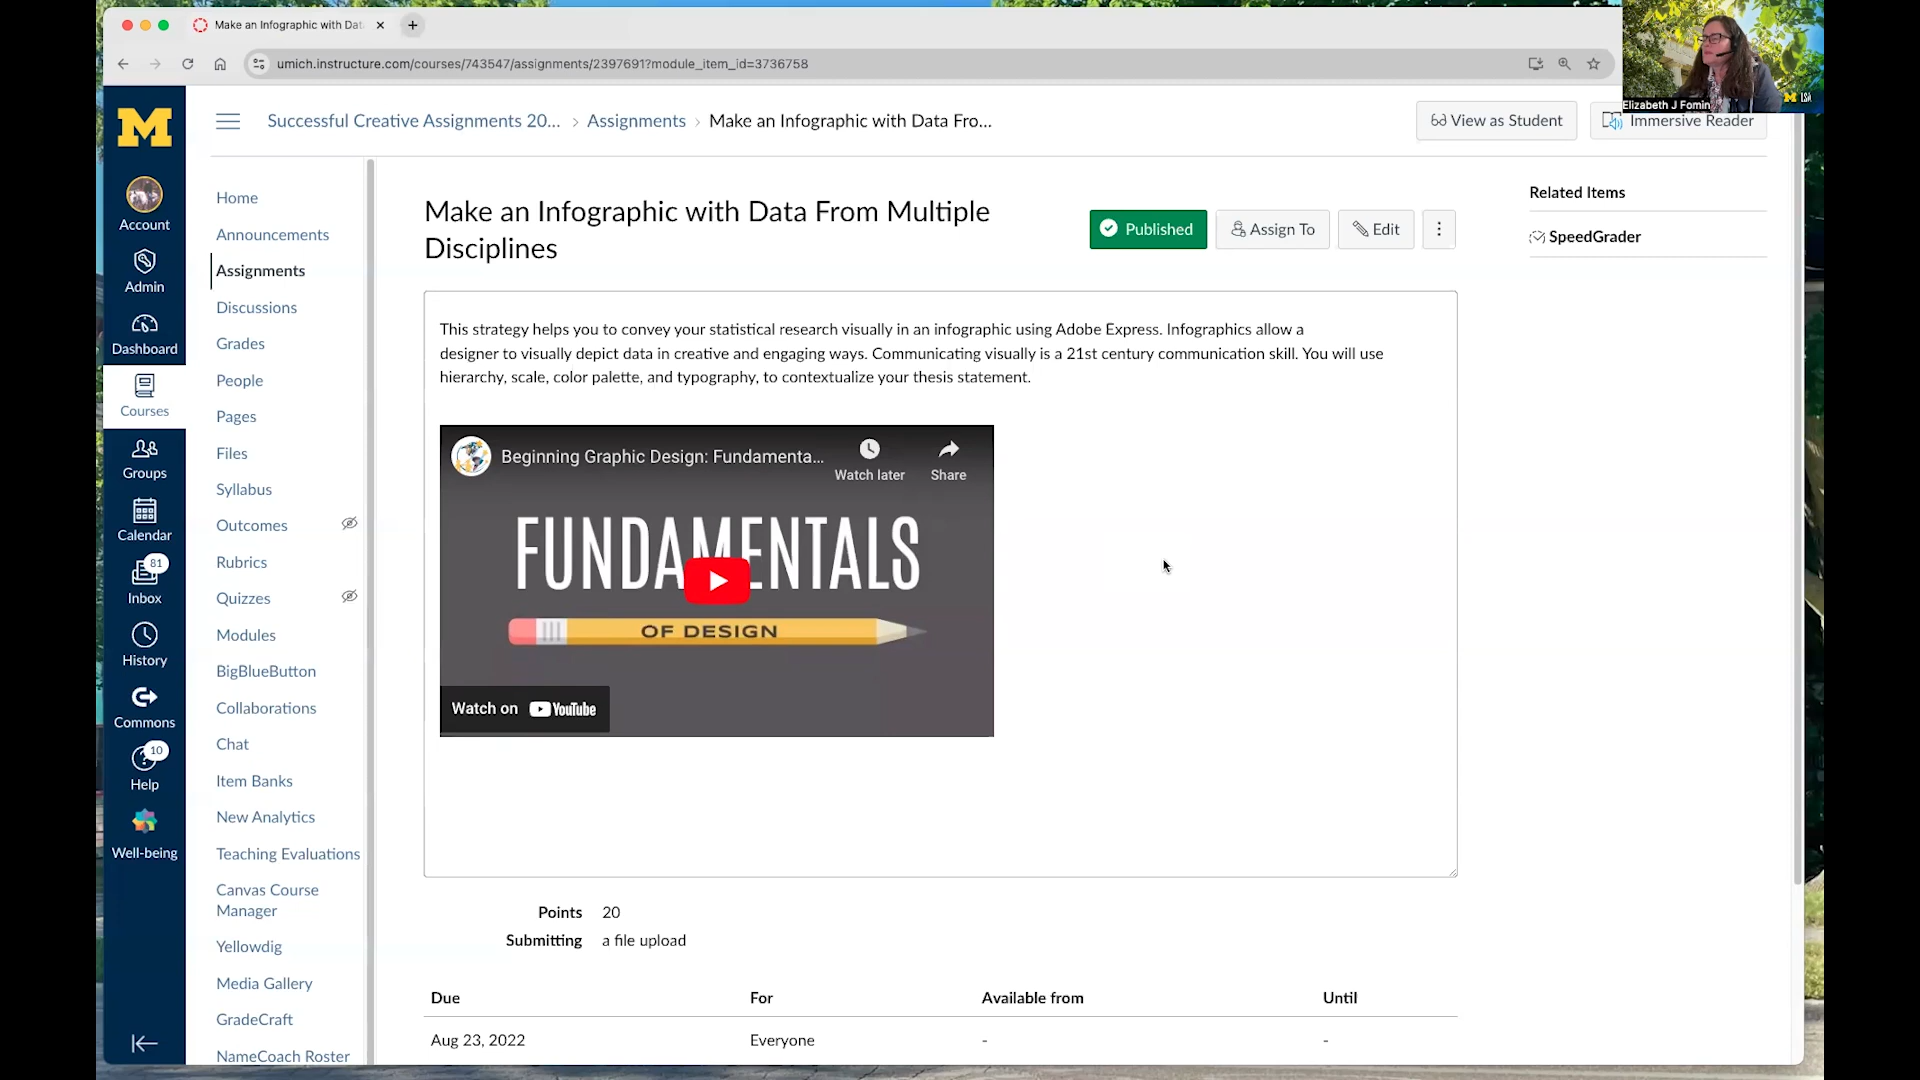 Make an Infographic with Dat
umich.instructure.com/courses/743547/assignments/2397691?module_item_id=3736758
Elizabeth J Fomin
M LSA
M
Successful Creative Assignments 20... > Assignments > Make an Infographic with Data Fro...
View as Student
Immersive Reader
Account
Admin
Dashboard
Courses
Groups
Calendar
81
Inbox
History
Commons
10
Help
Well-being
Home
Announcements
Assignments
Discussions
Grades
People
Pages
Files
Syllabus
Outcomes
Rubrics
Quizzes
Modules
BigBlueButton
Collaborations
Chat
Item Banks
New Analytics
Teaching Evaluations
Canvas Course
Manager
Yellowdig
Media Gallery
GradeCraft
NameCoach Roster
Make an Infographic with Data From Multiple
Disciplines
Published
Assign To
Edit
Related Items
SpeedGrader
This strategy helps you to convey your statistical research visually in an infographic using Adobe Express. Infographics allow a
designer to visually depict data in creative and engaging ways. Communicating visually is a 21st century communication skill. You will use
hierarchy, scale, color palette, and typography, to contextualize your thesis statement.
Beginning Graphic Design: Fundamenta...
Watch later
Share
FUNDAMENTALS
OF DESIGN
Watch on YouTube
Points 20
Submitting a file upload
Due For Available from Until
Aug 23, 2022 Everyone - -